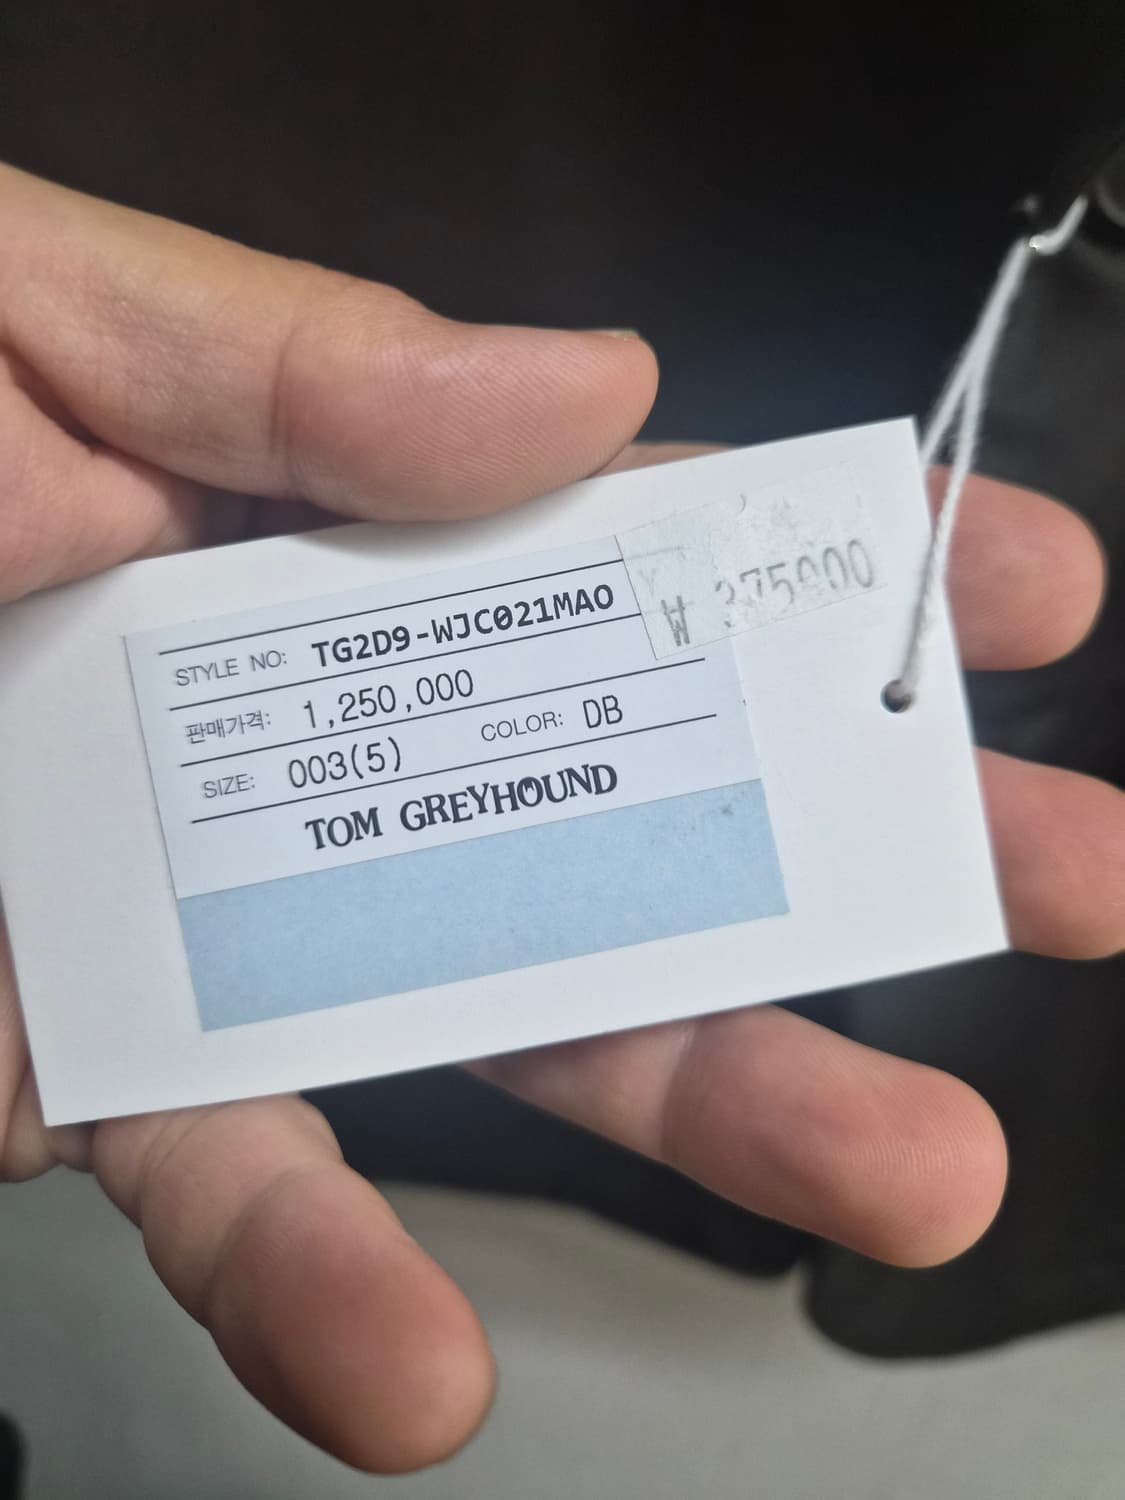 ₩ 375000
STYLE NO: TG2D9-WJC021MAO
판매가격: 1,250,000
SIZE: 003(5) COLOR: DB
TOM GREYHOUND